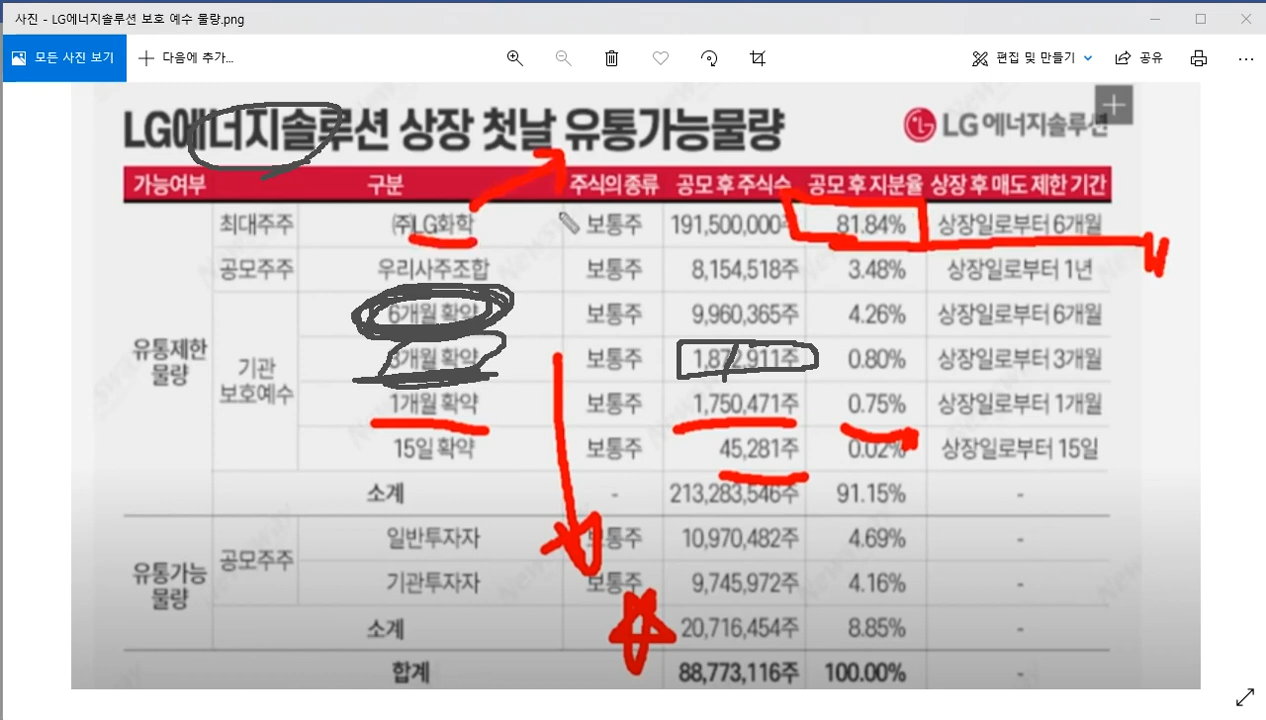 사진 - LG에너지솔루션 보호 예수 물량.png
모든 사진 보기 다음에 추가... 편집 및 만들기 공유
LG에너지솔루션 상장 첫날 유통가능물량 LG에너지솔루션
가능여부 구분 주식의 종류 공모 후 주식수 공모 후 지분율 상장 후 매도 제한 기간
최대주주 ㈜LG화학 보통주 191,500,000주 81.84% 상장일로부터 6개월
공모주주 우리사주조합 보통주 8,154,518주 3.48% 상장일로부터 1년
6개월 확약 보통주 9,960,365주 4.26% 상장일로부터 6개월
유통제한 물량 기관 보호예수 3개월 확약 보통주 1,872,911주 0.80% 상장일로부터 3개월
1개월 확약 보통주 1,750,471주 0.75% 상장일로부터 1개월
15일 확약 보통주 45,281주 0.02% 상장일로부터 15일
소계 - 213,283,546주 91.15% -
유통가능 물량 공모주주 일반투자자 보통주 10,970,482주 4.69% -
기관투자자 보통주 9,745,972주 4.16% -
소계 20,716,454주 8.85% -
합계 88,773,116주 100.00% -